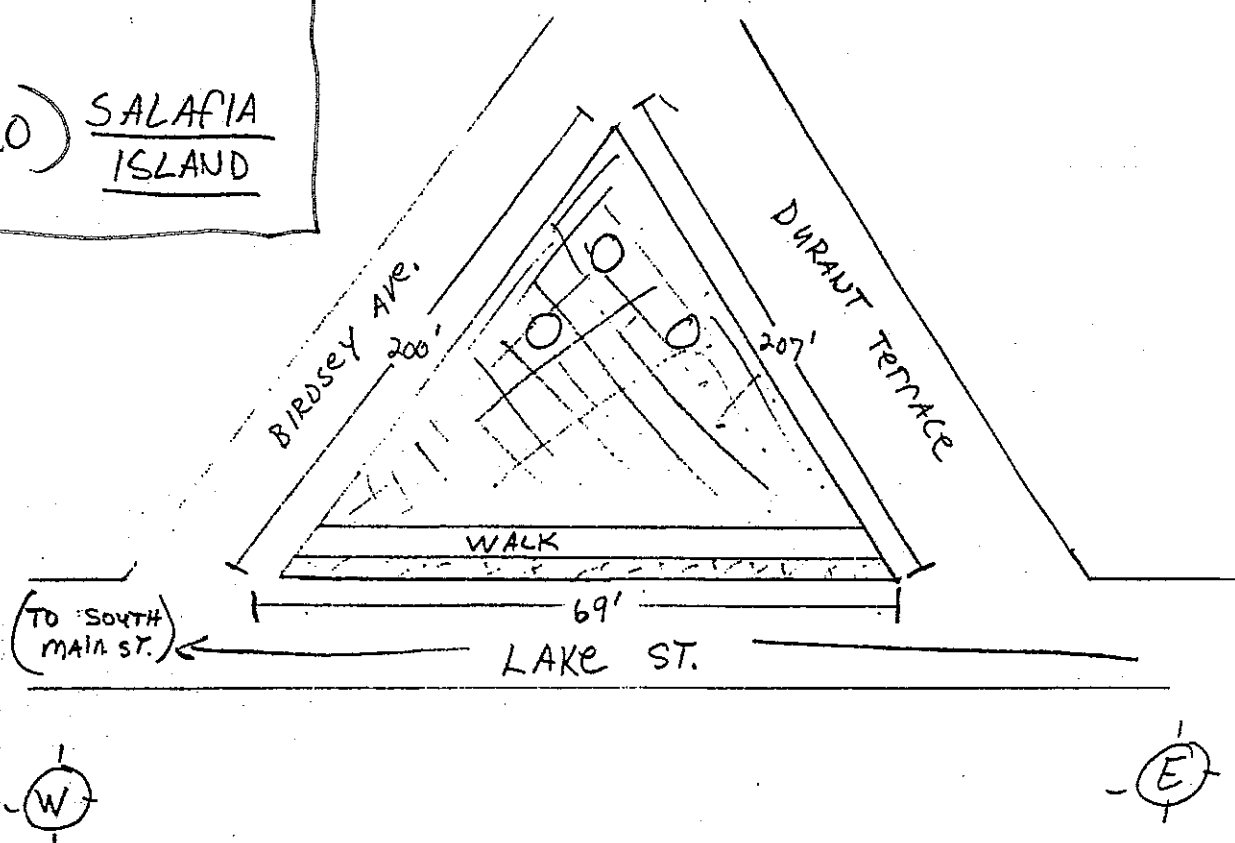 O) SALAFIA
ISLAND
BIRDSEY AVE.
200'
DURANT TERRACE
207'
WALK
69'
(TO SOUTH
MAIN ST.)
LAKE ST.
W
E